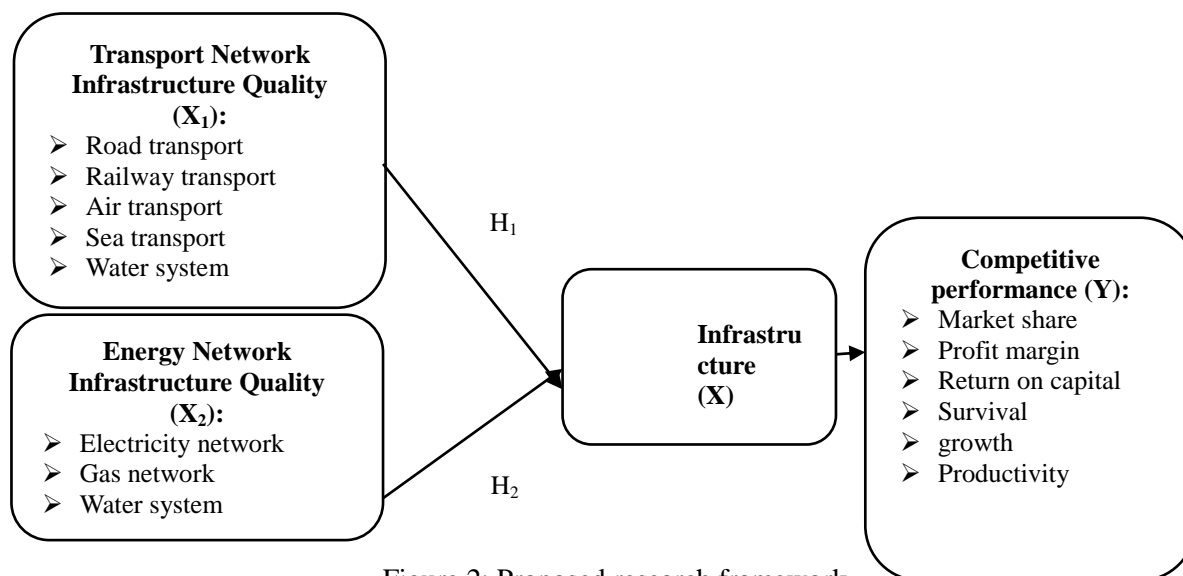 Transport Network
Infrastructure Quality
(X₁):
➢ Road transport
➢ Railway transport
➢ Air transport
➢ Sea transport
➢ Water system
H₁
Energy Network
Infrastructure Quality
(X₂):
➢ Electricity network
➢ Gas network
➢ Water system
H₂
Infrastru
cture
(X)
Competitive
performance (Y):
➢ Market share
➢ Profit margin
➢ Return on capital
➢ Survival
➢ growth
➢ Productivity
Figure 2: Proposed research framework